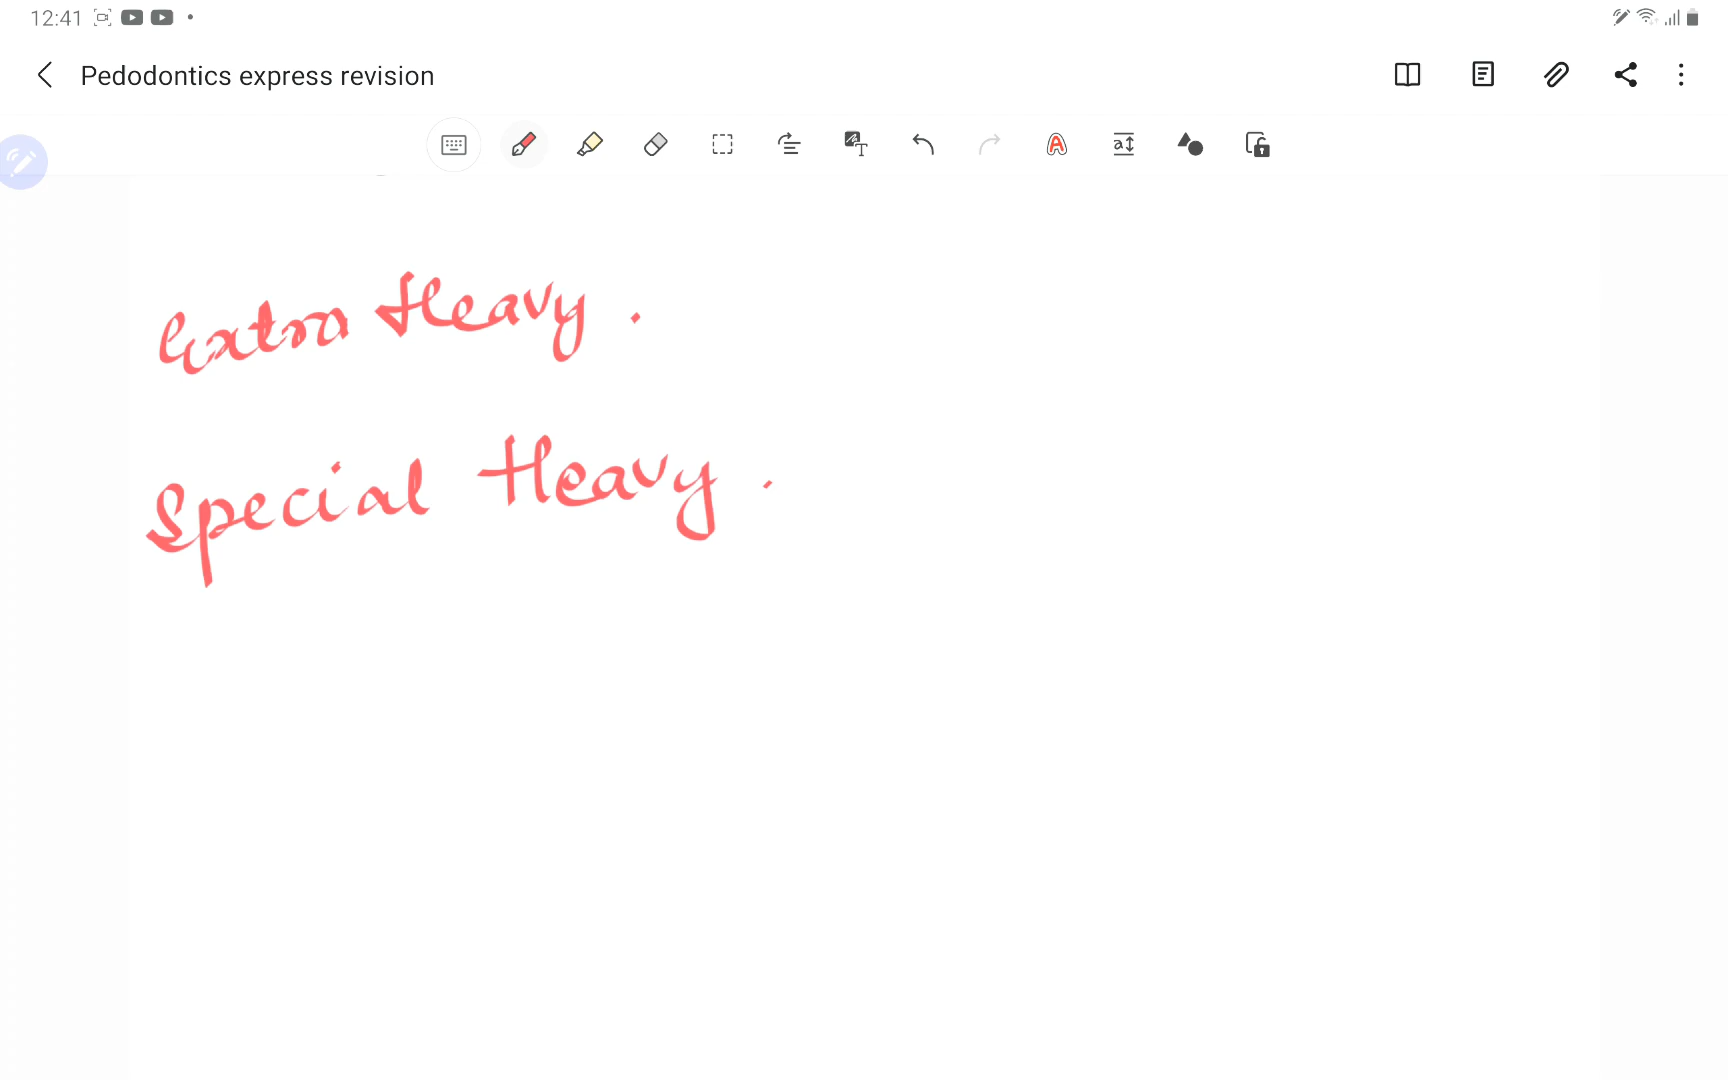 12:41
Pedodontics express revision
Extra Heavy .
Special Heavy .